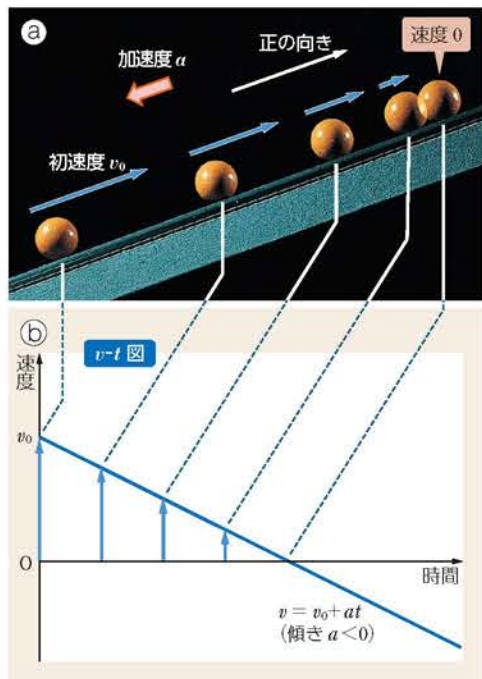 a
正の向き
速度 0
加速度 a
初速度 v₀
b
v-t 図
速度
v₀
O
時間
v = v₀ + at
(傾き a < 0)